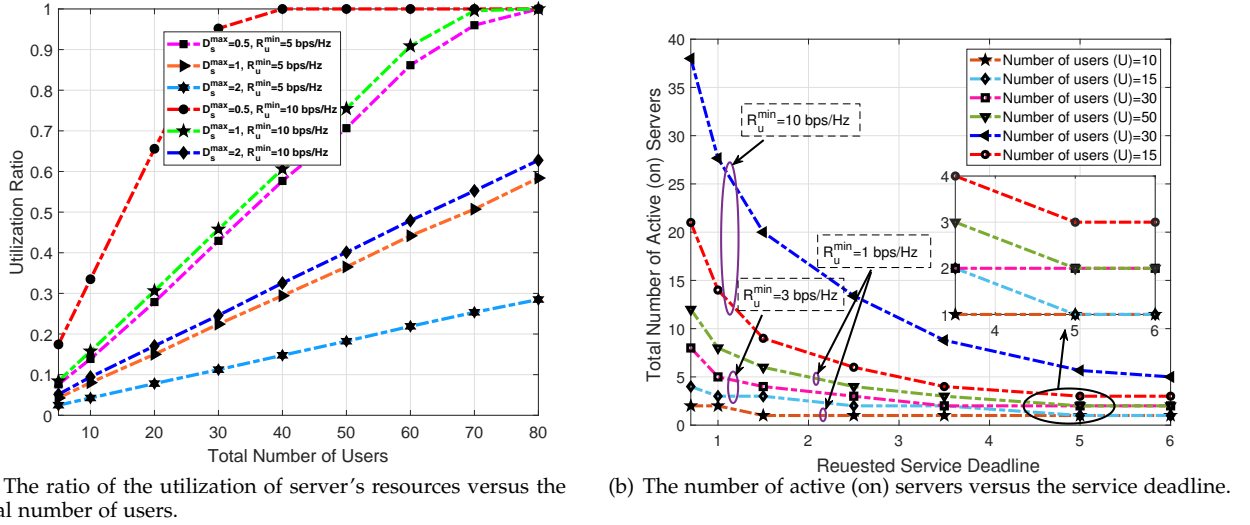 1
0.9
0.8
0.7
0.6
0.5
0.4
0.3
0.2
0.1
0
Utilization Ratio
D_s^max=0.5, R_u^min=5 bps/Hz
D_s^max=1, R_u^min=5 bps/Hz
D_s^max=2, R_u^min=5 bps/Hz
D_s^max=0.5, R_u^min=10 bps/Hz
D_s^max=1, R_u^min=10 bps/Hz
D_s^max=2, R_u^min=10 bps/Hz
10 20 30 40 50 60 70 80
Total Number of Users
The ratio of the utilization of server's resources versus the
al number of users.
40
35
30
25
20
15
10
5
0
Total Number of Active (on) Servers
Number of users (U)=10
Number of users (U)=15
Number of users (U)=30
Number of users (U)=50
Number of users (U)=30
Number of users (U)=15
R_u^min=10 bps/Hz
R_u^min=1 bps/Hz
R_u^min=3 bps/Hz
4
3
2
1
4 5 6
1 2 3 4 5 6
Reuested Service Deadline
(b) The number of active (on) servers versus the service deadline.